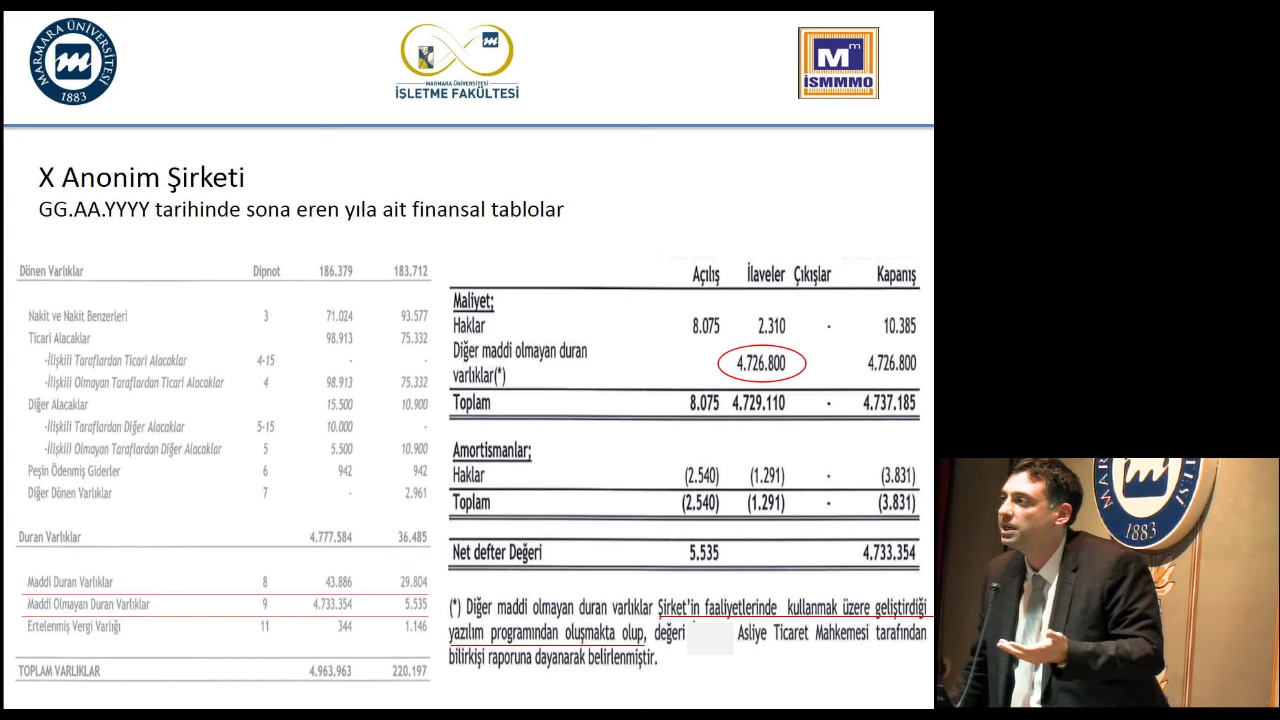 MARMARA ÜNİVERSİTESİ
m
1883
m
MARMARA ÜNİVERSİTESİ
İŞLETME FAKÜLTESİ
Mm
İSMMMO
X Anonim Şirketi
GG.AA.YYYY tarihinde sona eren yıla ait finansal tablolar
Dönen Varlıklar Dipnot 186.379 183.712
Nakit ve Nakit Benzerleri 3 71.024 93.577
Ticari Alacaklar 98.913 75.332
-İlişkili Taraflardan Ticari Alacaklar 4-15 - -
-İlişkili Olmayan Taraflardan Ticari Alacaklar 4 98.913 75.332
Diğer Alacaklar 15.500 10.900
-İlişkili Taraflardan Diğer Alacaklar 5-15 10.000 -
-İlişkili Olmayan Taraflardan Diğer Alacaklar 5 5.500 10.900
Peşin Ödenmiş Giderler 6 942 942
Diğer Dönen Varlıklar 7 - 2.961
Duran Varlıklar 4.777.584 36.485
Maddi Duran Varlıklar 8 43.886 29.804
Maddi Olmayan Duran Varlıklar 9 4.733.354 5.535
Ertelenmiş Vergi Varlığı 11 344 1.146
TOPLAM VARLIKLAR 4.963.963 220.197
Açılış İlaveler Çıkışlar Kapanış
Maliyet;
Haklar 8.075 2.310 - 10.385
Diğer maddi olmayan duran
varlıklar(*) 4.726.800 4.726.800
Toplam 8.075 4.729.110 - 4.737.185
Amortismanlar;
Haklar (2.540) (1.291) - (3.831)
Toplam (2.540) (1.291) - (3.831)
Net defter Değeri 5.535 4.733.354
(*) Diğer maddi olmayan duran varlıklar Şirket'in faaliyetlerinde kullanmak üzere geliştirdiği
yazılım programından oluşmakta olup, değeri Asliye Ticaret Mahkemesi tarafından
bilirkişi raporuna dayanarak belirlenmiştir.
MARMARA
1883